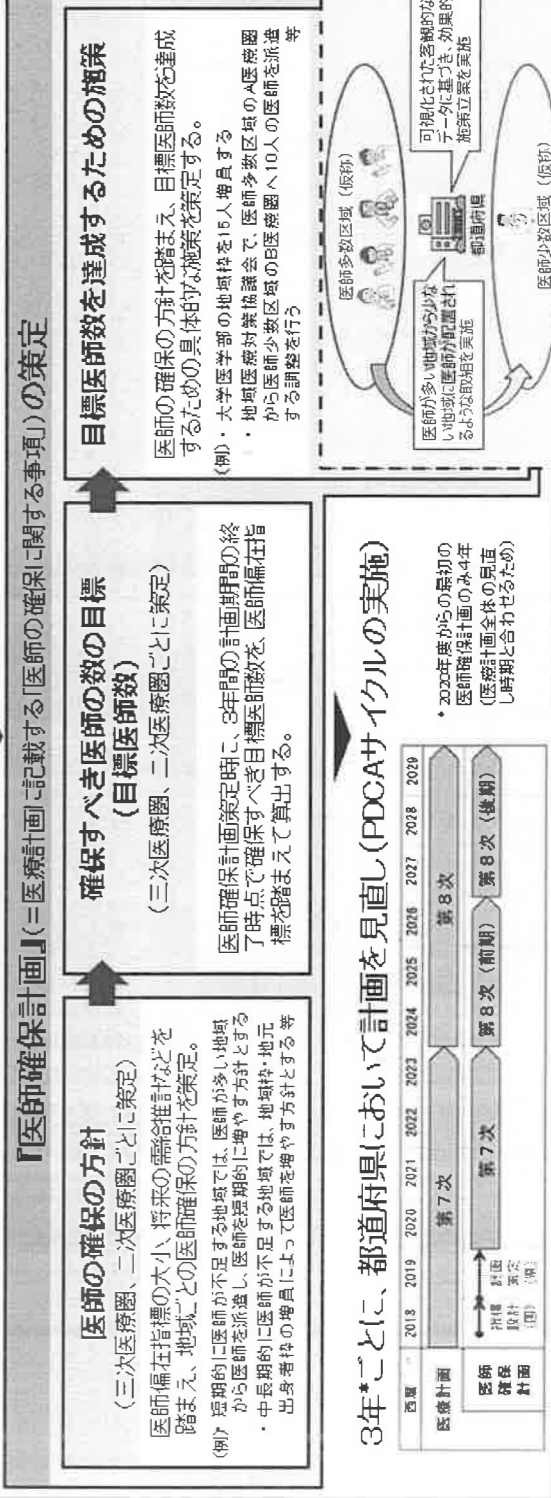 『医師確保計画』(=医療計画に記載する「医師の確保に関する事項」)の策定
医師の確保の方針
(三次医療圏、二次医療圏ごとに策定)
医師偏在指標の大小、将来の需給推計などを
踏まえ、地域ごとの医師確保の方針を策定。
(例)・短期的に医師が不足する地域では、医師が多い地域
から医師を派遣し、医師を短期的に増やす方針とする
・中長期的に医師が不足する地域では、地域枠・地元
出身者枠の増員によって医師を増やす方針とする等
確保すべき医師の数の目標
(目標医師数)
(三次医療圏、二次医療圏ごとに策定)
医師確保計画策定時に、3年間の計画期間の終
了時点で確保すべき目標医師数を、医師偏在指
標を踏まえて算出する。
目標医師数を達成するための施策
医師の確保の方針を踏まえ、目標医師数を達成
するための具体的な施策を策定する。
(例)・大学医学部の地域枠を15人増員する
・地域医療対策協議会で、医師多数区域のA医療圏
から医師少数区域のB医療圏へ10人の医師を派遣
する調整を行う 等
3年*ごとに、都道府県において計画を見直し(PDCAサイクルの実施)
西暦 2018 2019 2020 2021 2022 2023 2024 2025 2026 2027 2028 2029
医療計画 第7次 第8次
医師
確保
計画
指標
設計
(国)
計画
策定
(県)
第7次 第8次(前期) 第8次(後期)
* 2020年度からの最初の
医師確保計画のみ4年
(医療計画全体の見直
し時期と合わせるため)
医師多数区域(仮称)
医師が多い地域から少な
い地域に医師が配置され
るような取組を実施
都道府県
可視化された客観的な
データに基づき、効果的な
施策立案を実施
医師少数区域(仮称)